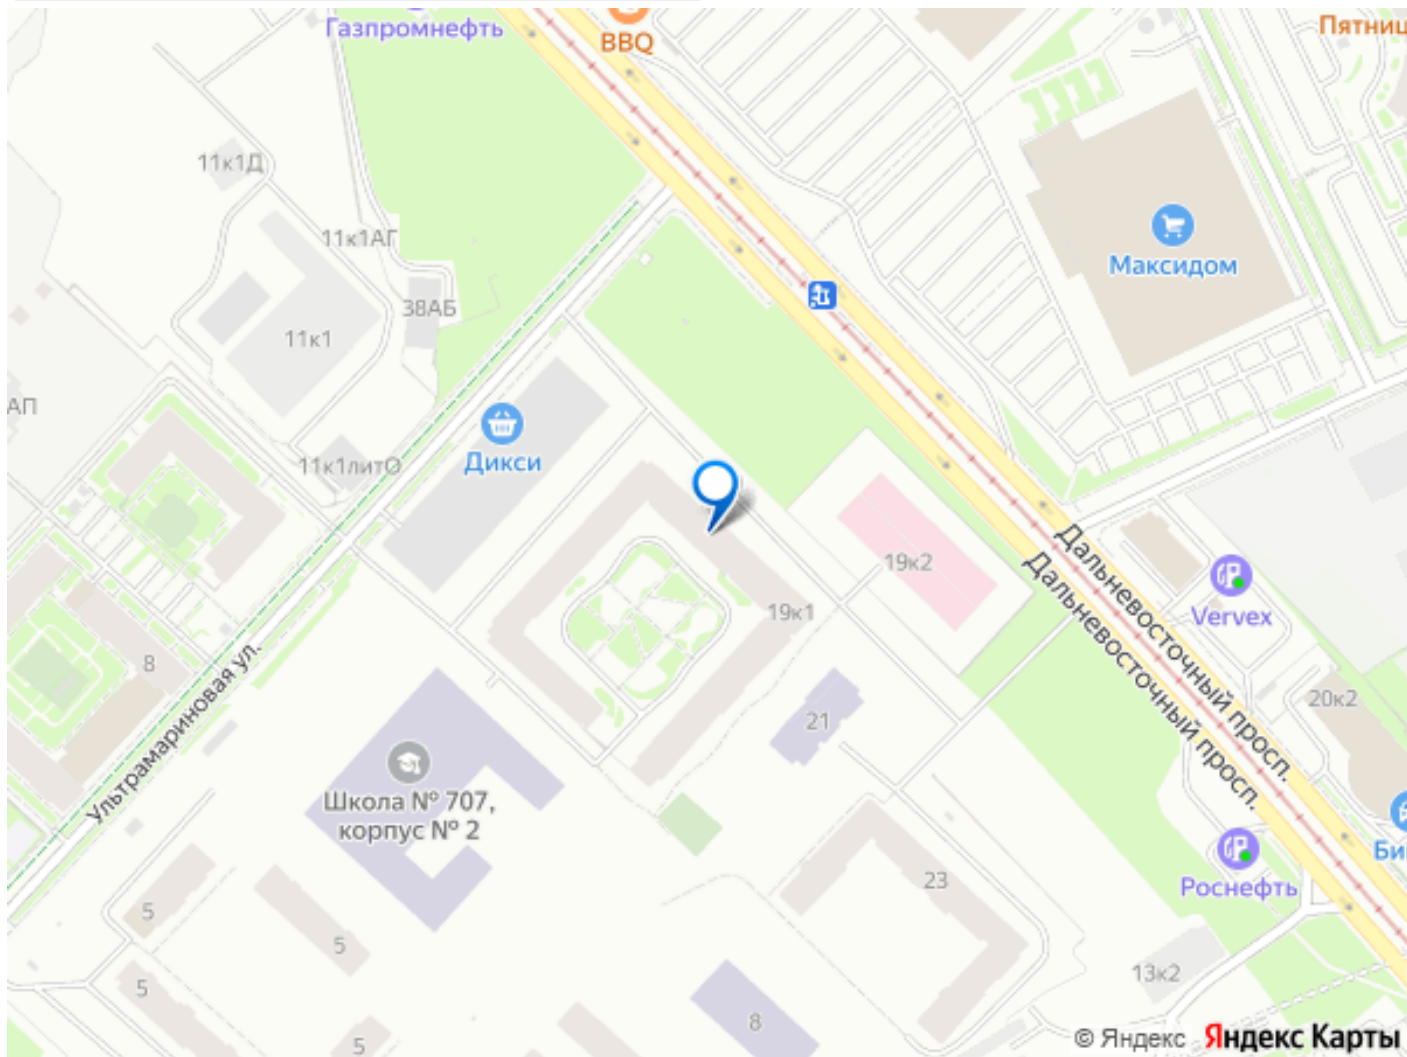 Газпромнефть
BBQ
Пятниц
11к1Д
11к1АГ
Максидом
38АБ
11к1
АП
Дикси
11к1литО
19к2
Дальневосточный просп.
Дальневосточный просп.
Vervex
19к1
8
Ультрамариновая ул.
20к2
21
Школа № 707,
корпус № 2
Би
Роснефть
23
5
5
13к2
5
8
5
© Яндекс Яндекс Карты